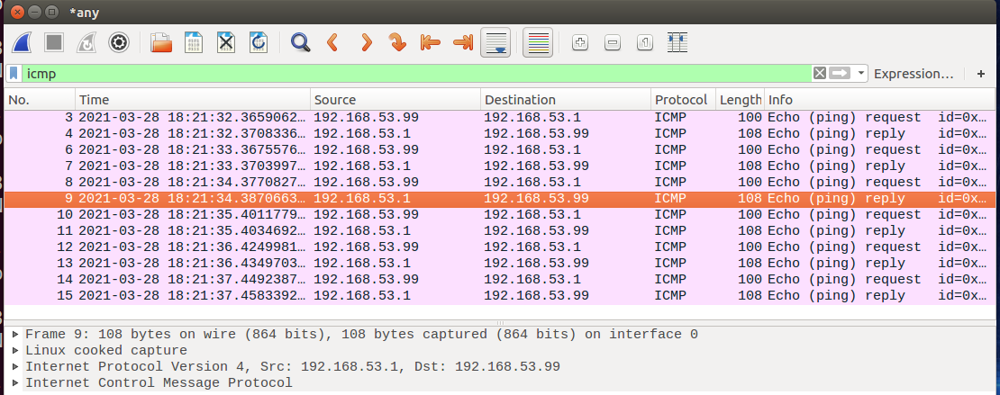 *any
icmp
Expression… +
No. Time Source Destination Protocol Length Info
3 2021-03-28 18:21:32.3659062… 192.168.53.99 192.168.53.1 ICMP 100 Echo (ping) request id=0x…
4 2021-03-28 18:21:32.3708336… 192.168.53.1 192.168.53.99 ICMP 108 Echo (ping) reply id=0x…
6 2021-03-28 18:21:33.3675576… 192.168.53.99 192.168.53.1 ICMP 100 Echo (ping) request id=0x…
7 2021-03-28 18:21:33.3703997… 192.168.53.1 192.168.53.99 ICMP 108 Echo (ping) reply id=0x…
8 2021-03-28 18:21:34.3770827… 192.168.53.99 192.168.53.1 ICMP 100 Echo (ping) request id=0x…
9 2021-03-28 18:21:34.3870663… 192.168.53.1 192.168.53.99 ICMP 108 Echo (ping) reply id=0x…
10 2021-03-28 18:21:35.4011779… 192.168.53.99 192.168.53.1 ICMP 100 Echo (ping) request id=0x…
11 2021-03-28 18:21:35.4034692… 192.168.53.1 192.168.53.99 ICMP 108 Echo (ping) reply id=0x…
12 2021-03-28 18:21:36.4249981… 192.168.53.99 192.168.53.1 ICMP 100 Echo (ping) request id=0x…
13 2021-03-28 18:21:36.4349703… 192.168.53.1 192.168.53.99 ICMP 108 Echo (ping) reply id=0x…
14 2021-03-28 18:21:37.4492387… 192.168.53.99 192.168.53.1 ICMP 100 Echo (ping) request id=0x…
15 2021-03-28 18:21:37.4583392… 192.168.53.1 192.168.53.99 ICMP 108 Echo (ping) reply id=0x…
Frame 9: 108 bytes on wire (864 bits), 108 bytes captured (864 bits) on interface 0
Linux cooked capture
Internet Protocol Version 4, Src: 192.168.53.1, Dst: 192.168.53.99
Internet Control Message Protocol